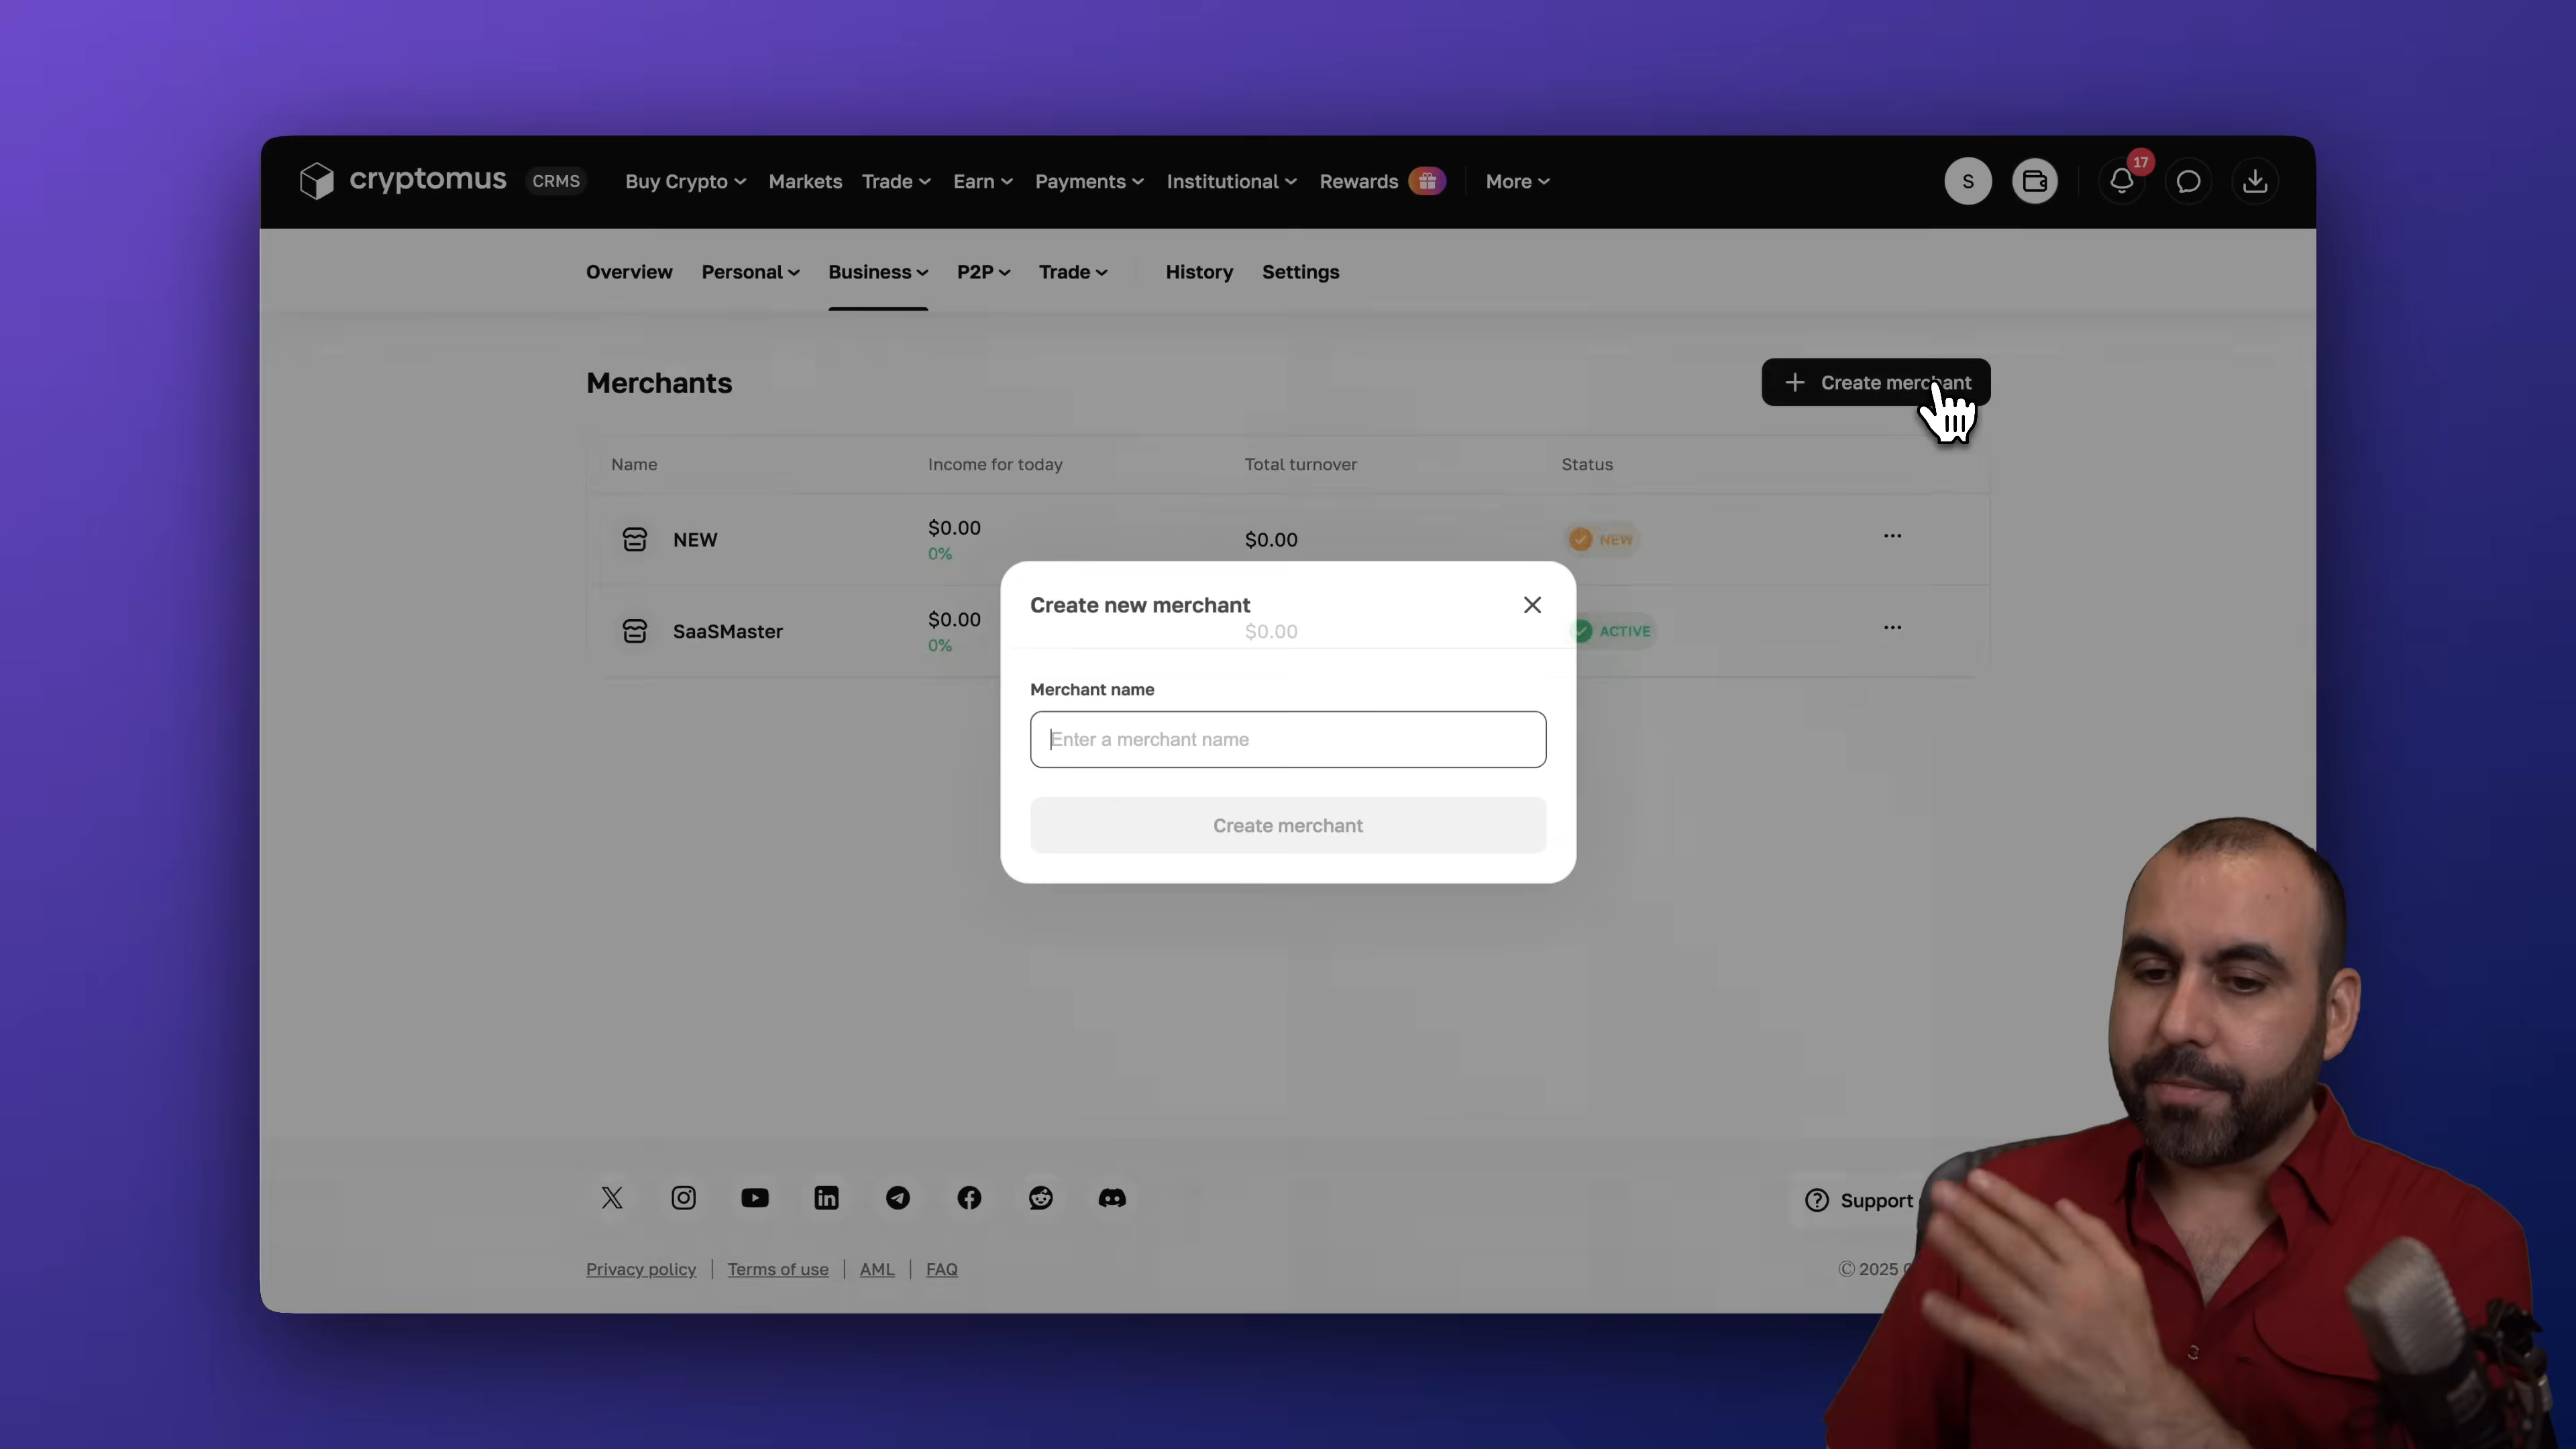 cryptomus CRMS Buy Crypto Markets Trade Earn Payments Institutional Rewards More S 17
Overview Personal Business P2P Trade History Settings
Merchants
Create merchant
Name Income for today Total turnover Status
NEW $0.00 $0.00 NEW
0%
Create new merchant
SaaSMaster $0.00 $0.00 ACTIVE
0%
Merchant name
Enter a merchant name
Create merchant
Support
Privacy policy Terms of use AML FAQ
© 2025